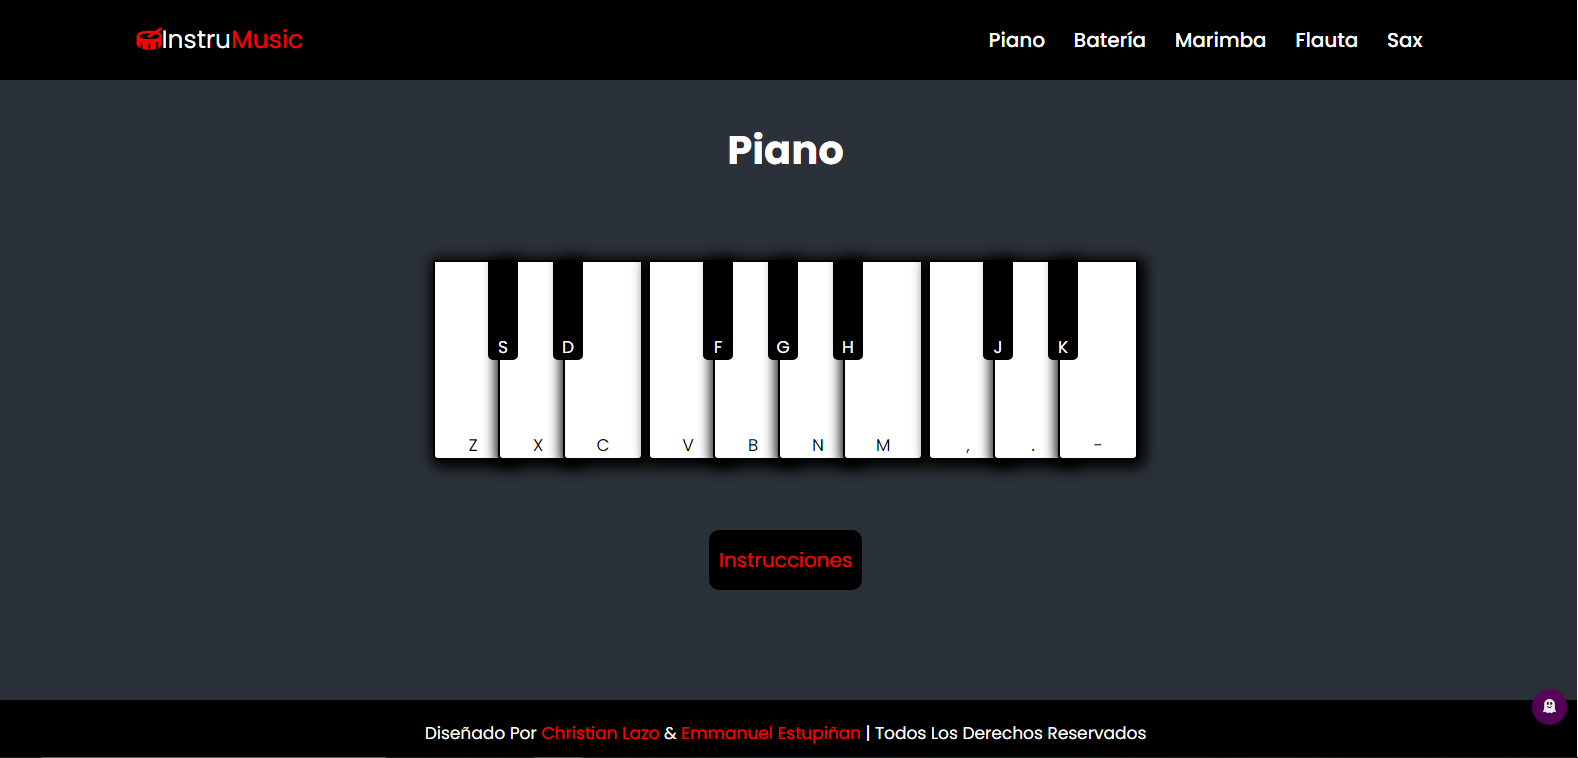 InstruMusic
Piano Batería Marimba Flauta Sax
Piano
S D F G H J K
Z X C V B N M , . -
Instrucciones
Diseñado Por Christian Lazo & Emmanuel Estupiñan | Todos Los Derechos Reservados